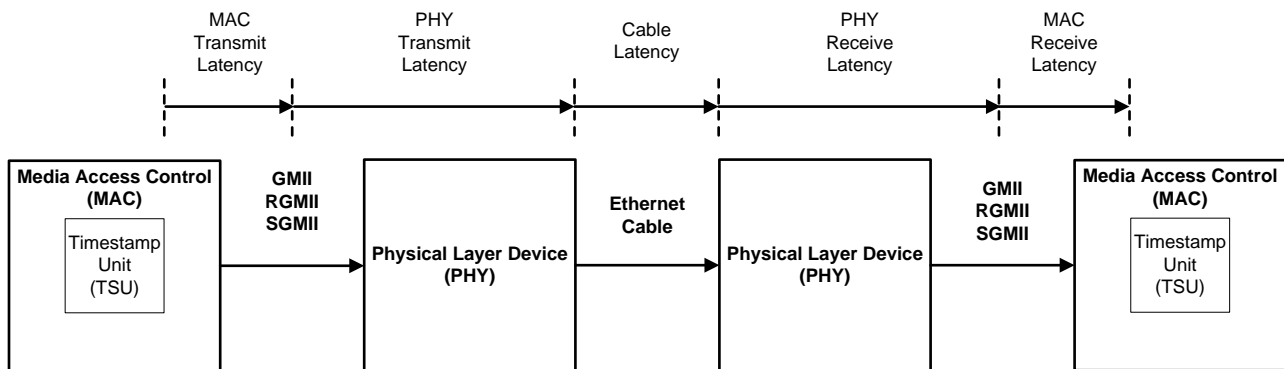 MAC
Transmit
Latency
PHY
Transmit
Latency
Cable
Latency
PHY
Receive
Latency
MAC
Receive
Latency
Media Access Control
(MAC)
Timestamp
Unit
(TSU)
GMII
RGMII
SGMII
Physical Layer Device
(PHY)
Ethernet
Cable
Physical Layer Device
(PHY)
GMII
RGMII
SGMII
Media Access Control
(MAC)
Timestamp
Unit
(TSU)